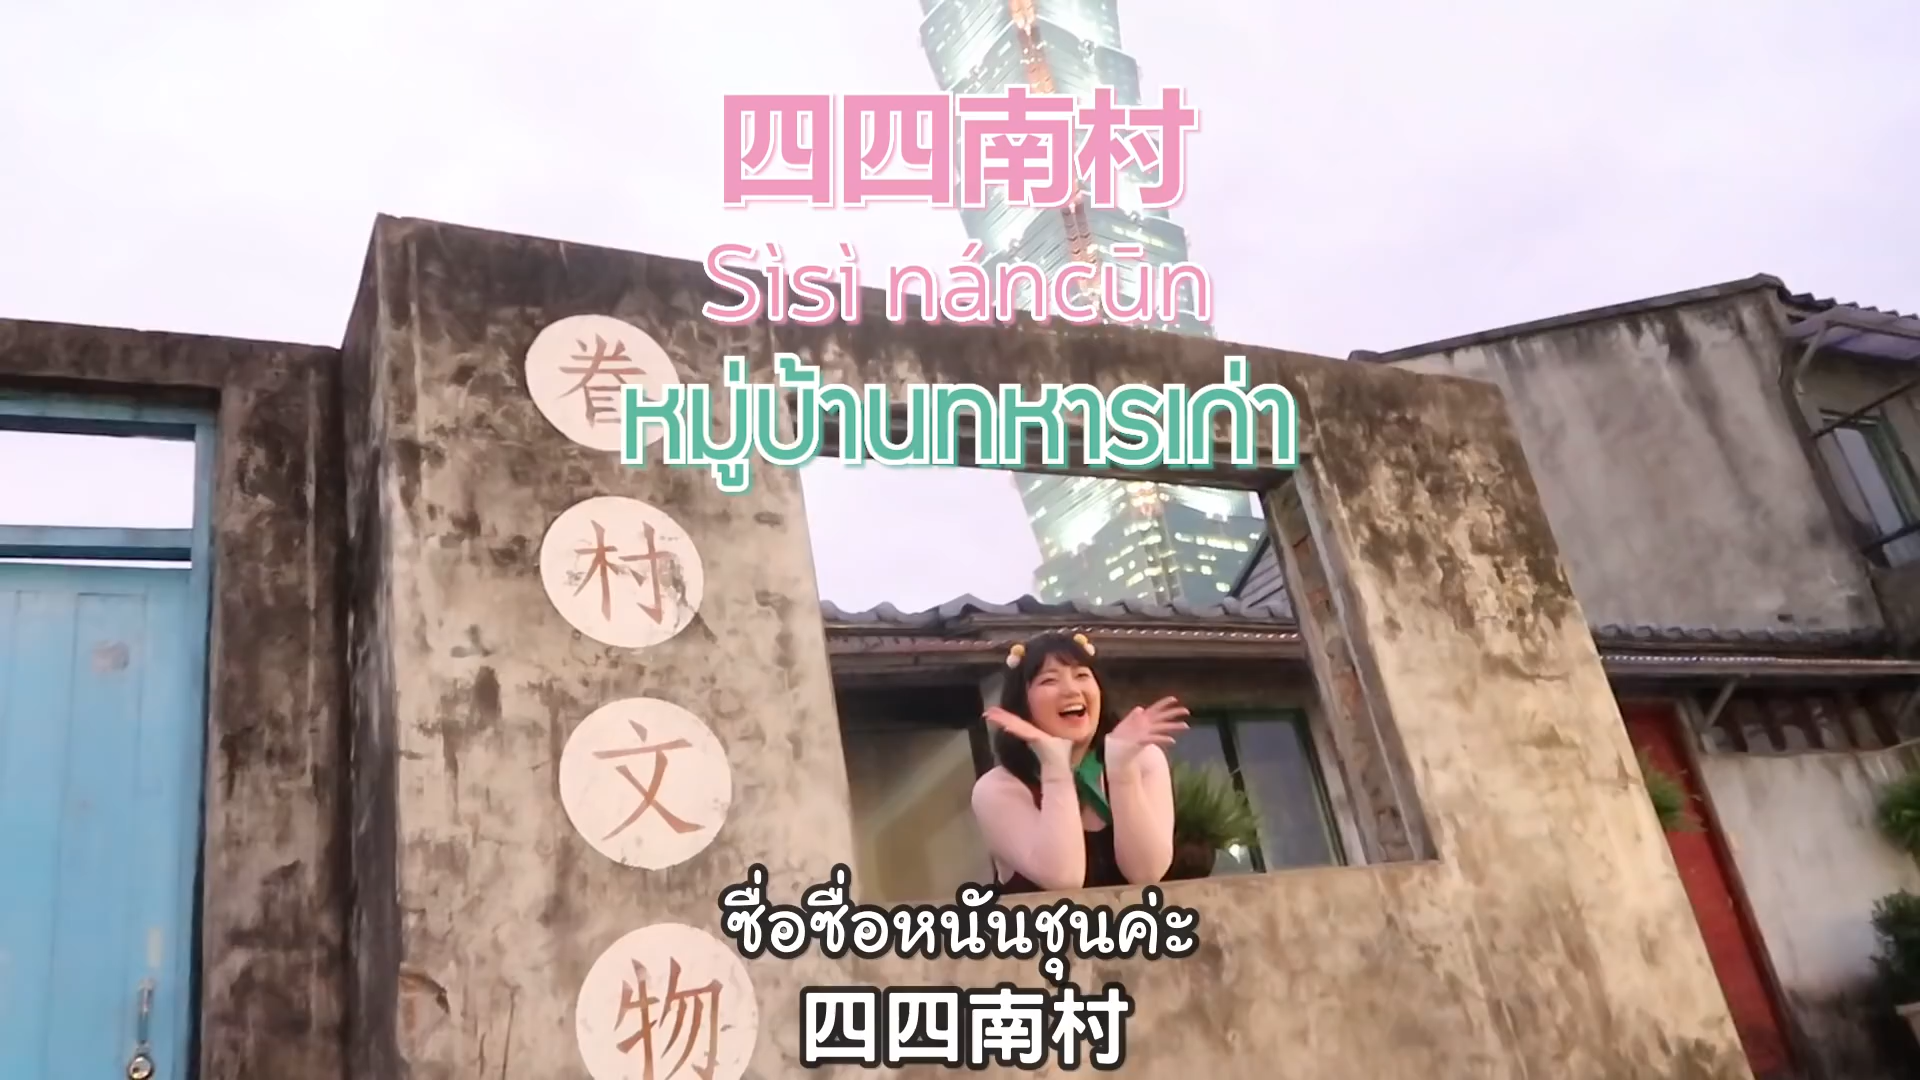 四四南村
Sìsì náncūn
หมู่บ้านทหารเก่า
眷
村
文
物
ซื่อซื่อหนันชุนค่ะ
四四南村